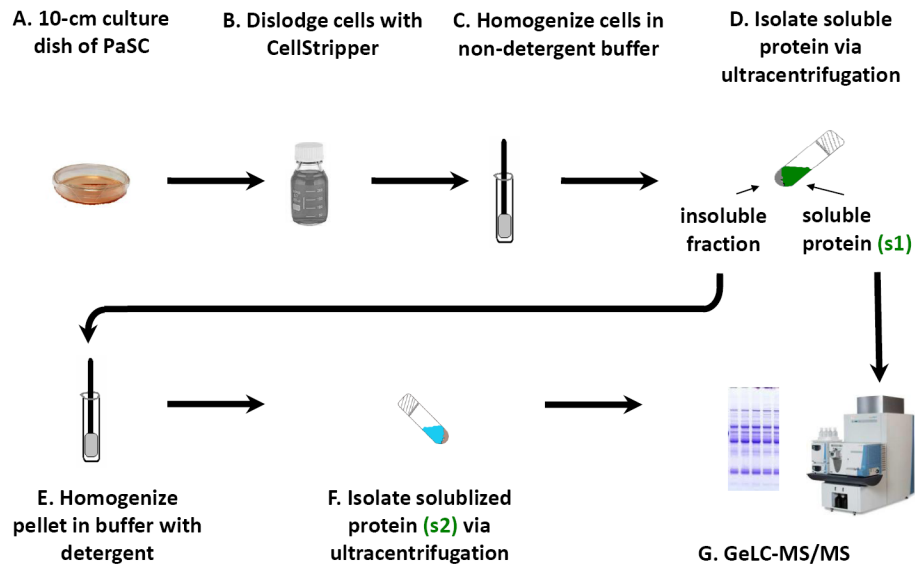 A. 10-cm culture
dish of PaSC
B. Dislodge cells with
CellStripper
C. Homogenize cells in
non-detergent buffer
D. Isolate soluble
protein via
ultracentrifugation
insoluble
fraction
soluble
protein (s1)
E. Homogenize
pellet in buffer with
detergent
F. Isolate solublized
protein (s2) via
ultracentrifugation
G. GeLC-MS/MS